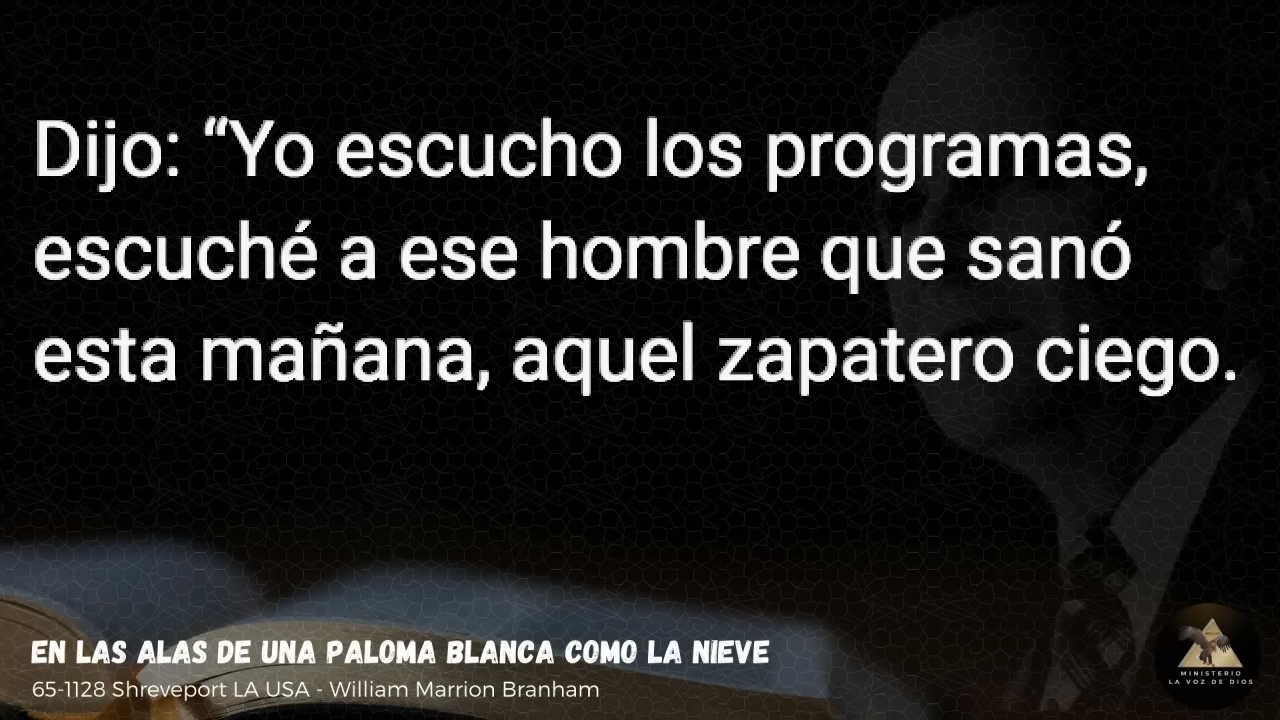 Dijo: “Yo escucho los programas,
escuché a ese hombre que sanó
esta mañana, aquel zapatero ciego.
EN LAS ALAS DE UNA PALOMA BLANCA COMO LA NIEVE
65-1128 Shreveport LA USA - William Marrion Branham
MINISTERIO
LA VOZ DE DIOS